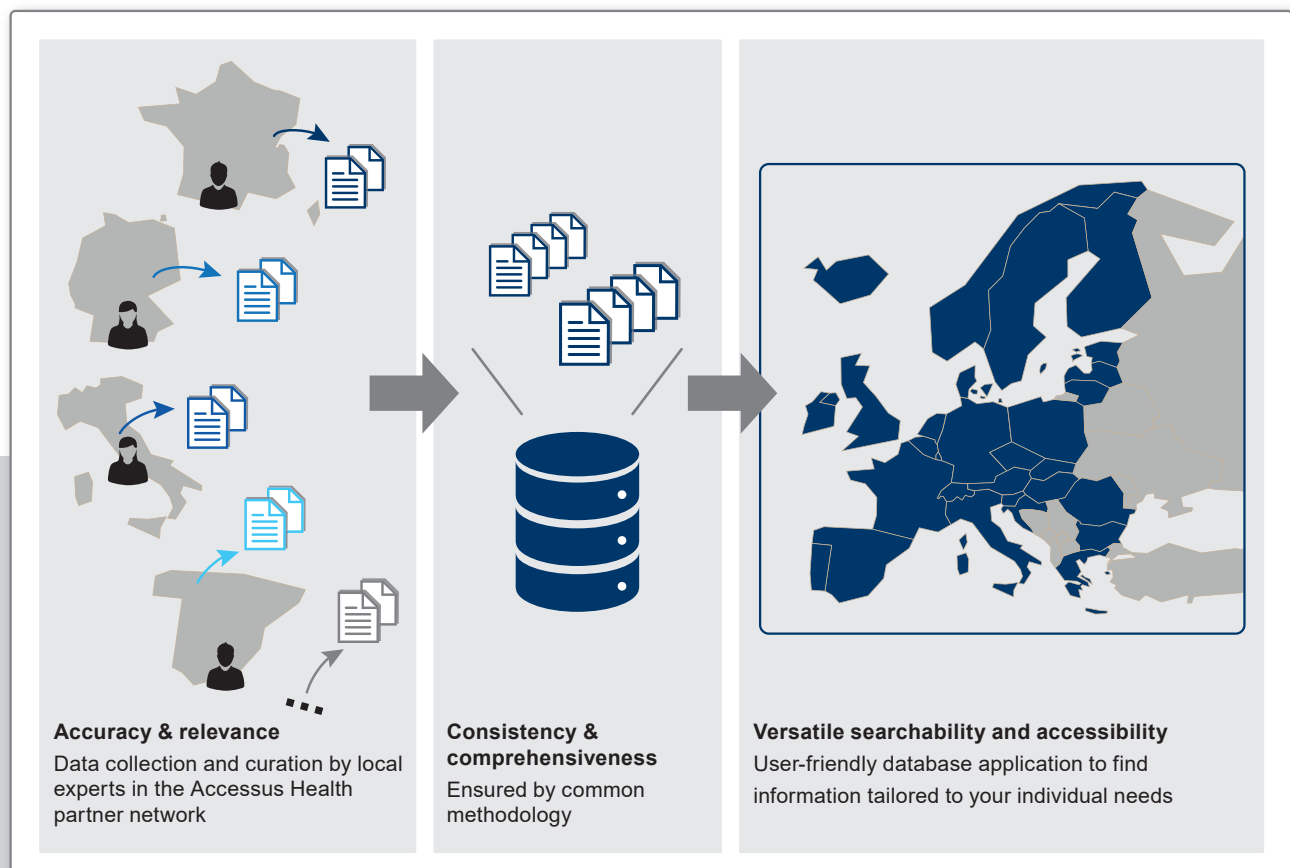 Accuracy & relevance
Data collection and curation by local
experts in the Accessus Health
partner network
Consistency &
comprehensiveness
Ensured by common
methodology
Versatile searchability and accessibility
User-friendly database application to find
information tailored to your individual needs